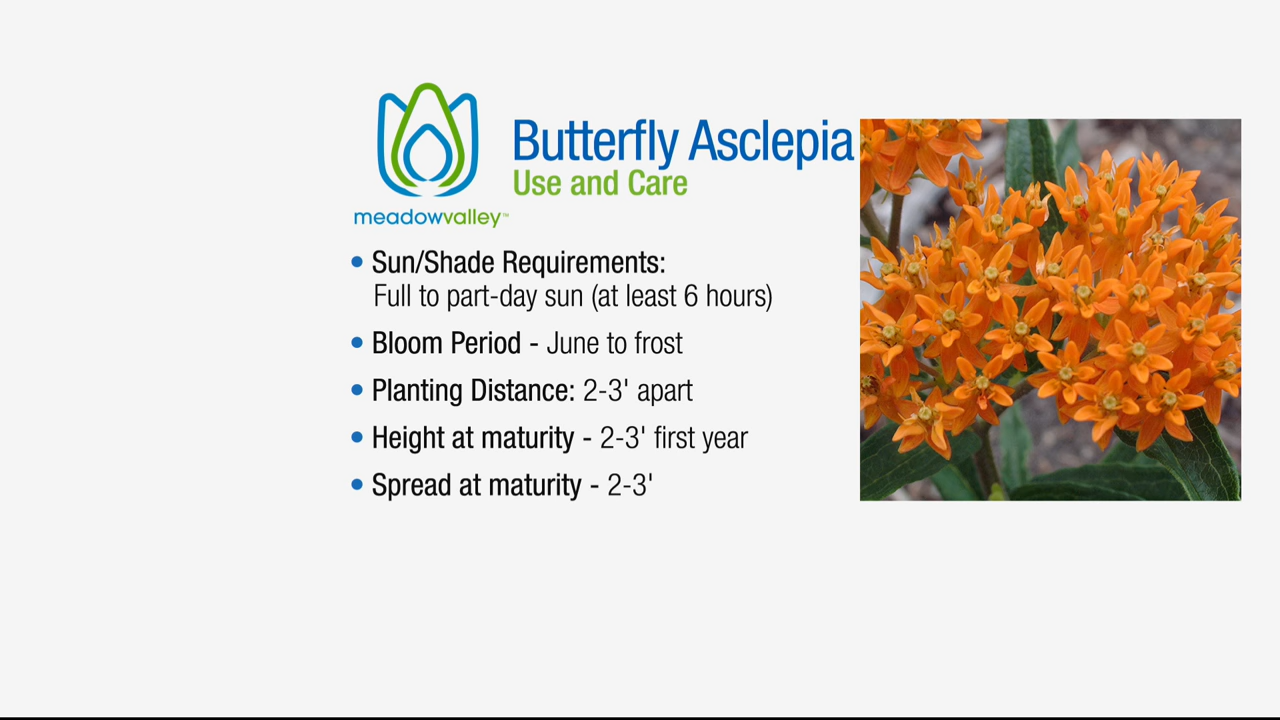 Butterfly Asclepia
Use and Care
meadowvalley™
• Sun/Shade Requirements:
Full to part-day sun (at least 6 hours)
• Bloom Period - June to frost
• Planting Distance: 2-3' apart
• Height at maturity - 2-3' first year
• Spread at maturity - 2-3'